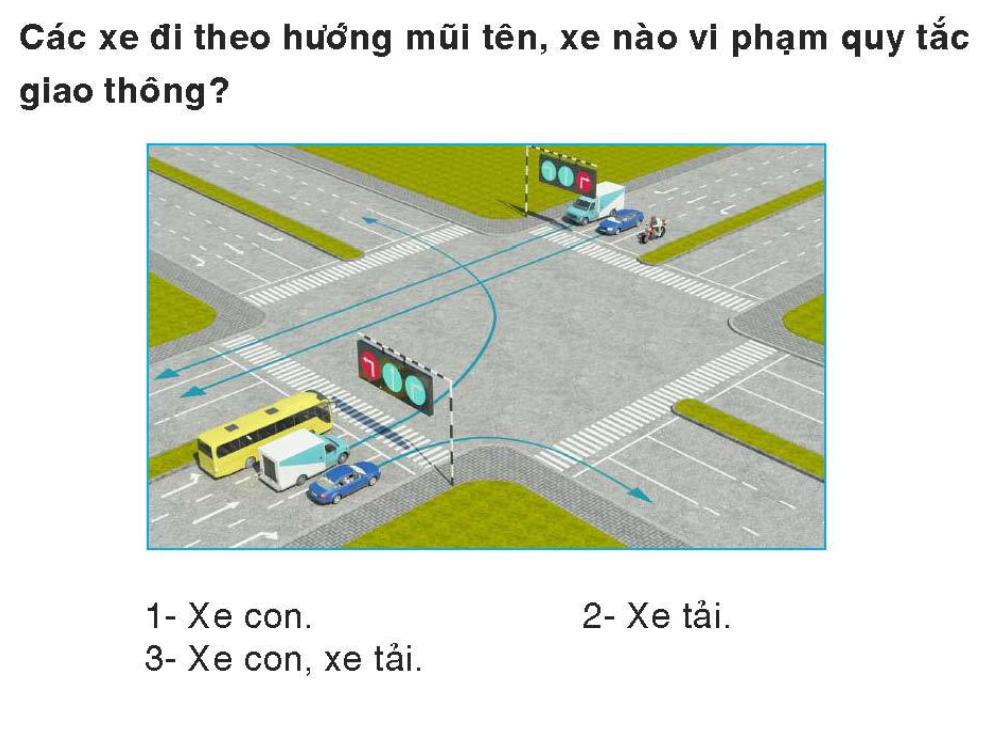 Các xe đi theo hướng mũi tên, xe nào vi phạm quy tắc
giao thông?
1- Xe con. 2- Xe tải.
3- Xe con, xe tải.